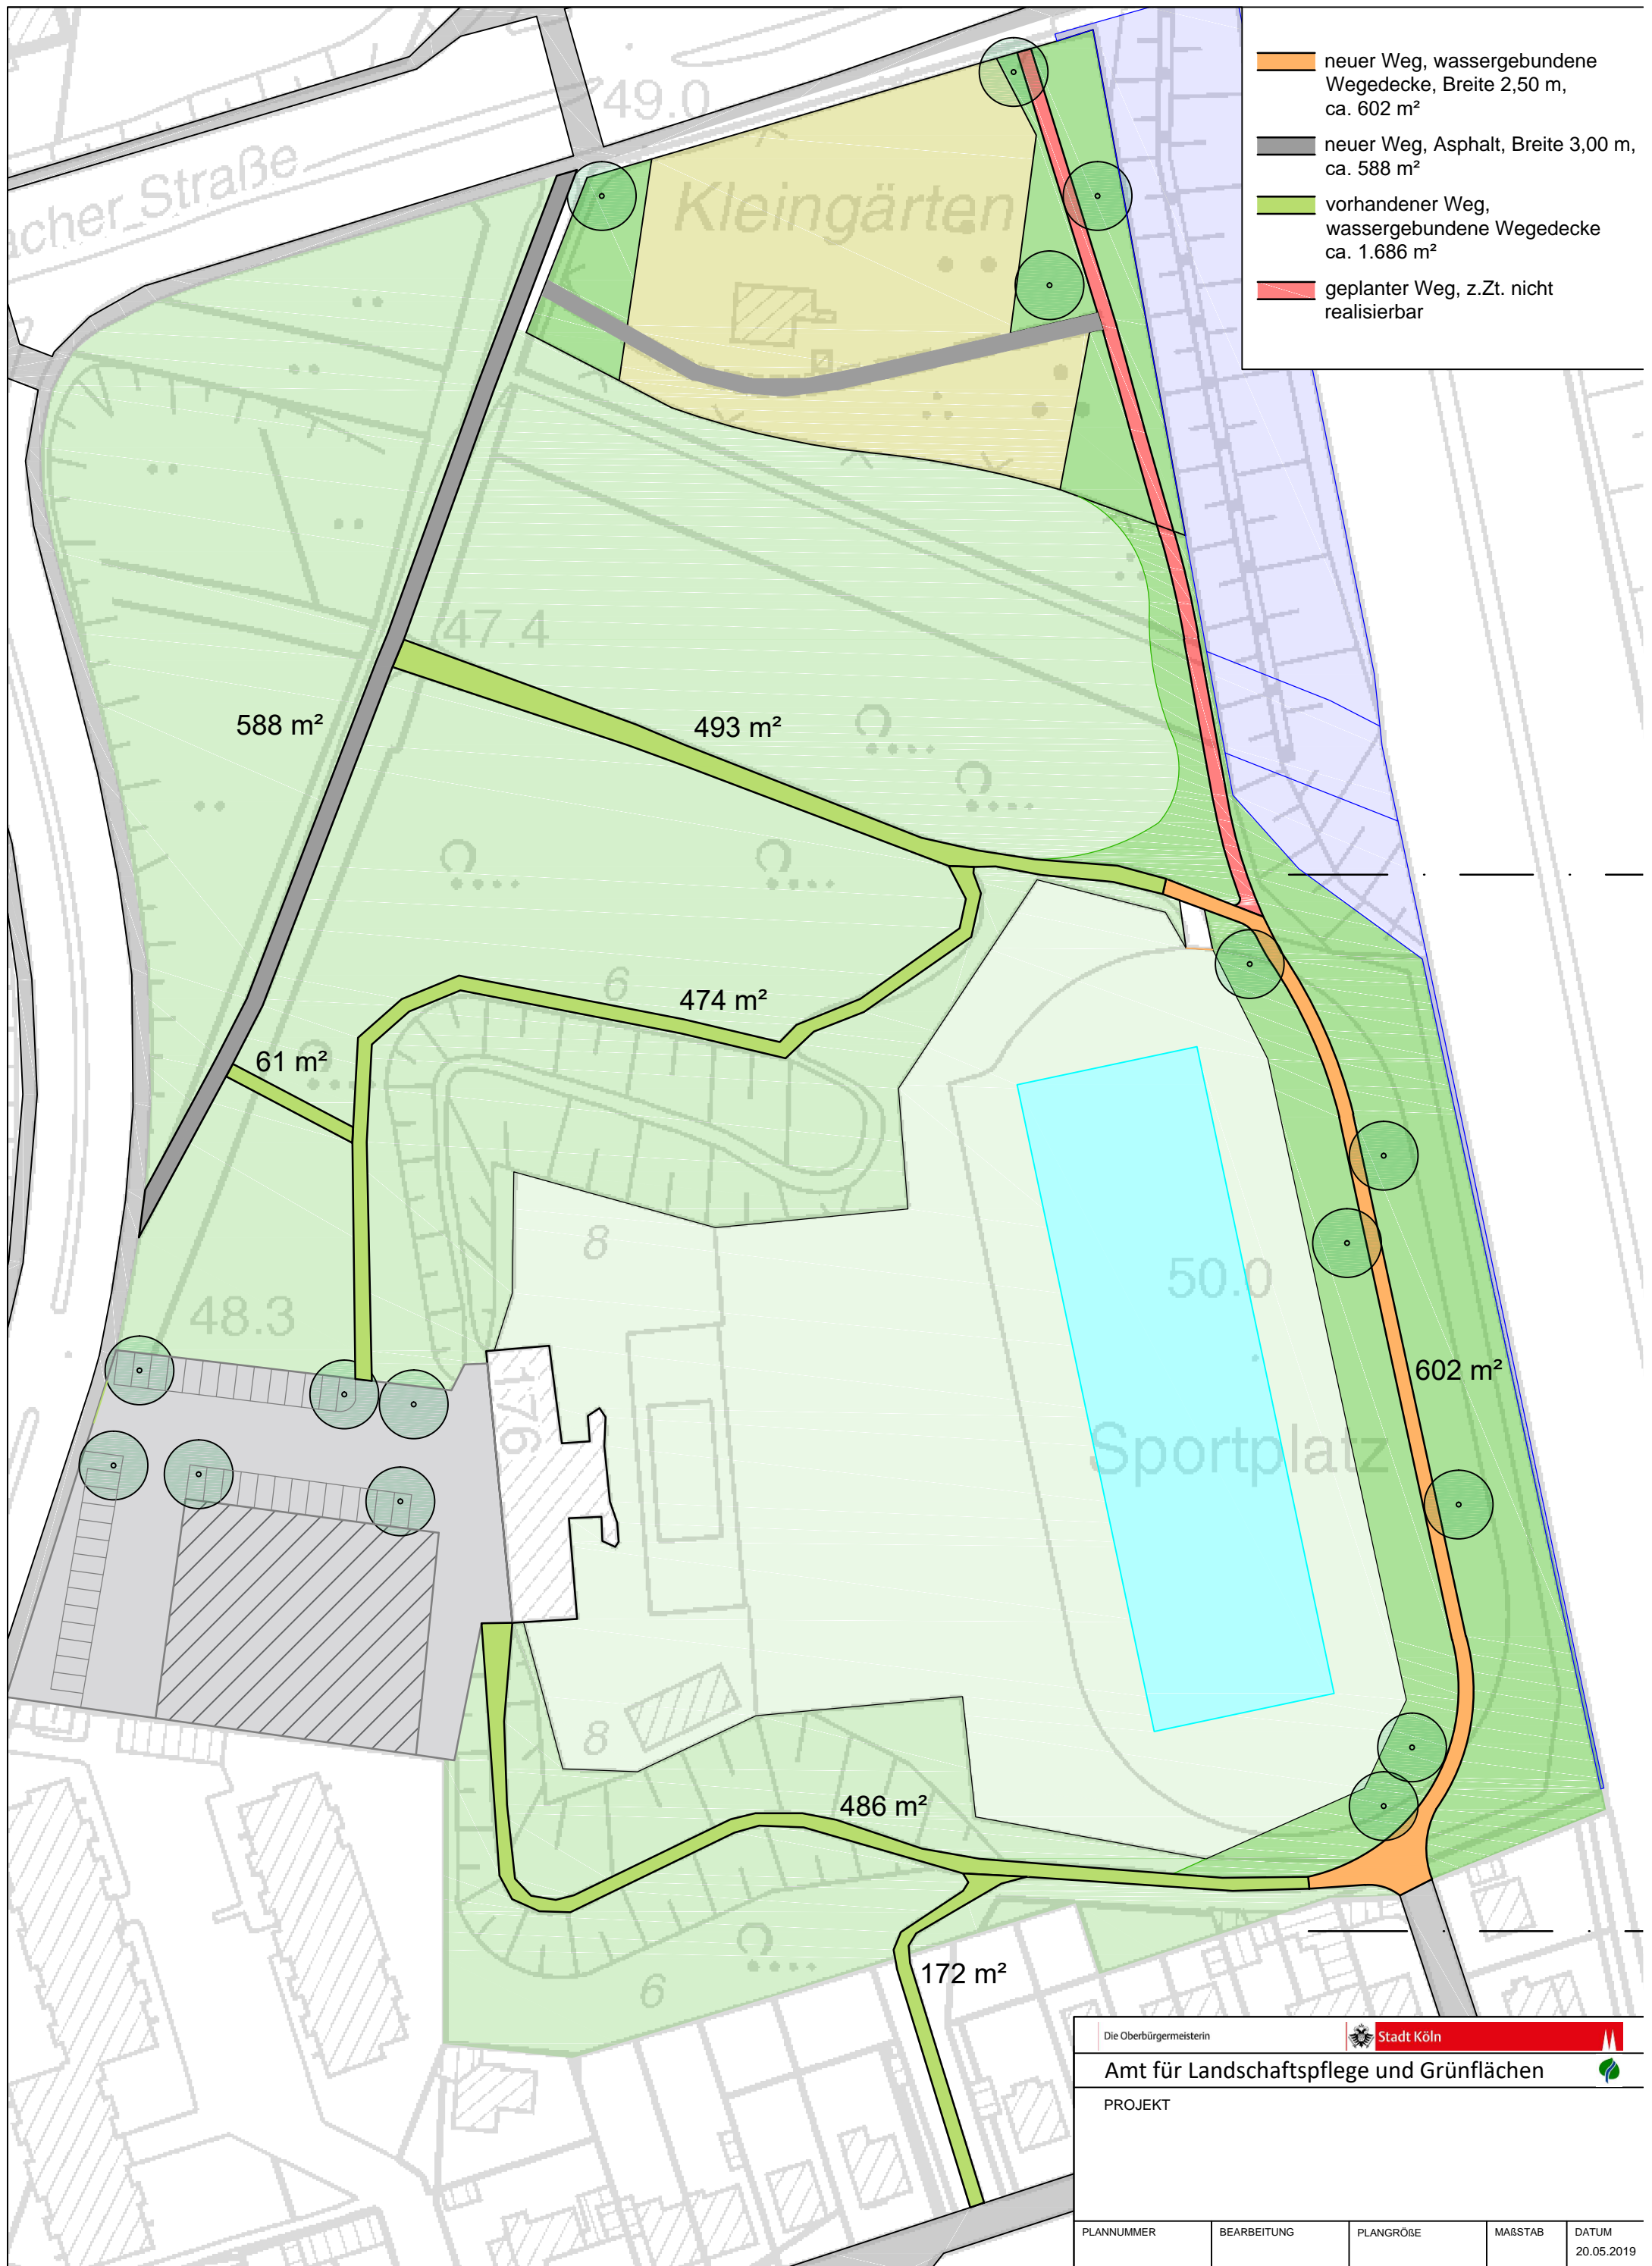 neuer Weg, wassergebundene
Wegedecke, Breite 2,50 m,
ca. 602 m²
neuer Weg, Asphalt, Breite 3,00 m,
ca. 588 m²
vorhandener Weg,
wassergebundene Wegedecke
ca. 1.686 m²
geplanter Weg, z.Zt. nicht
realisierbar
49.0
acher Straße
Kleingärten
47.4
588 m²
493 m²
6
474 m²
61 m²
8
50.0
48.3
602 m²
176
Sportplatz
8
486 m²
6
172 m²
Die Oberbürgermeisterin
Stadt Köln
Amt für Landschaftspflege und Grünflächen
PROJEKT
PLANNUMMER
BEARBEITUNG
PLANGRÖßE
MAßSTAB
DATUM
20.05.2019